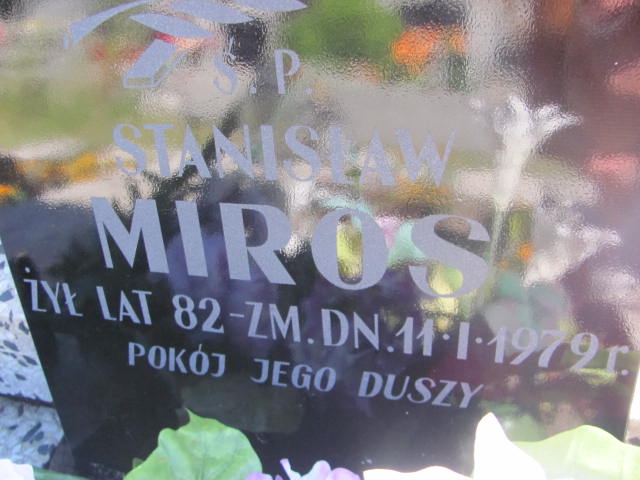 Ś. P.
STANISŁAW
MIROS
ŻYŁ LAT 82-ZM. DN. 11·I·1979 r.
POKÓJ JEGO DUSZY